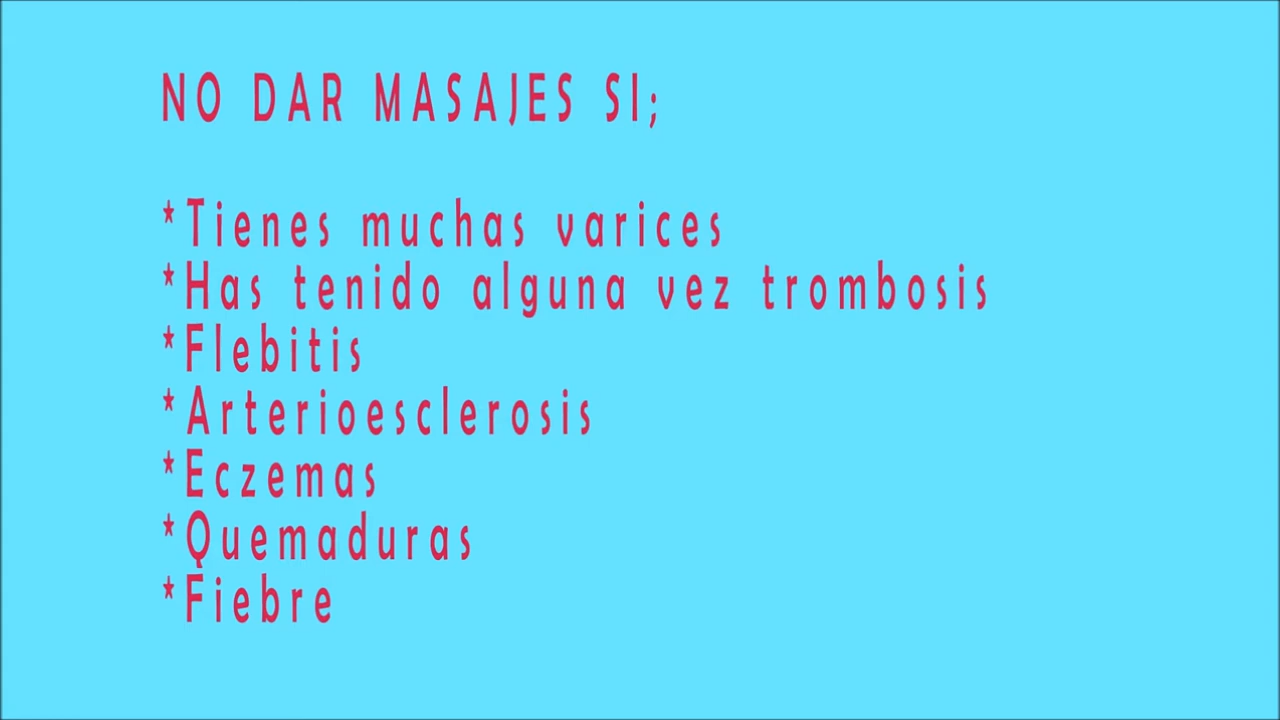 NO DAR MASAJES SI;
*Tienes muchas varices
*Has tenido alguna vez trombosis
*Flebitis
*Arterioesclerosis
*Eczemas
*Quemaduras
*Fiebre